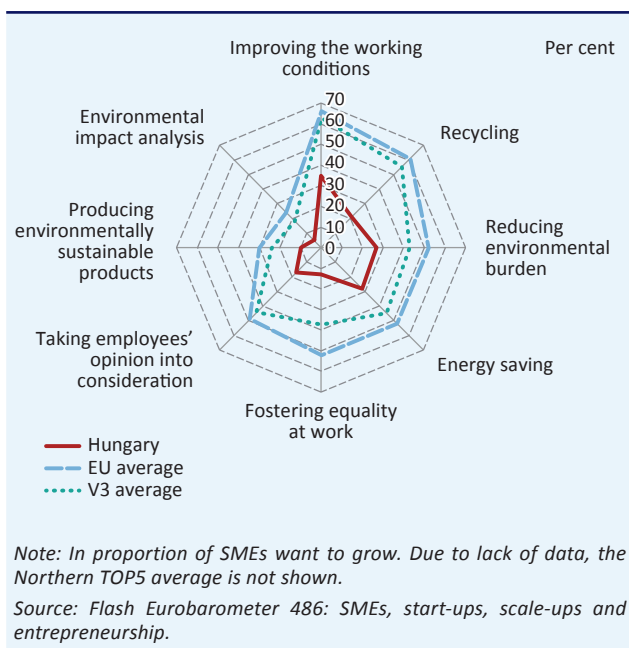 Improving the working
conditions
Per cent
Environmental
impact analysis
Recycling
70
60
50
40
30
20
10
0
Producing
environmentally
sustainable
products
Reducing
environmental
burden
Taking employees’
opinion into
consideration
Energy saving
Fostering equality
at work
Hungary
EU average
V3 average
Note: In proportion of SMEs want to grow. Due to lack of data, the
Northern TOP5 average is not shown.
Source: Flash Eurobarometer 486: SMEs, start-ups, scale-ups and
entrepreneurship.